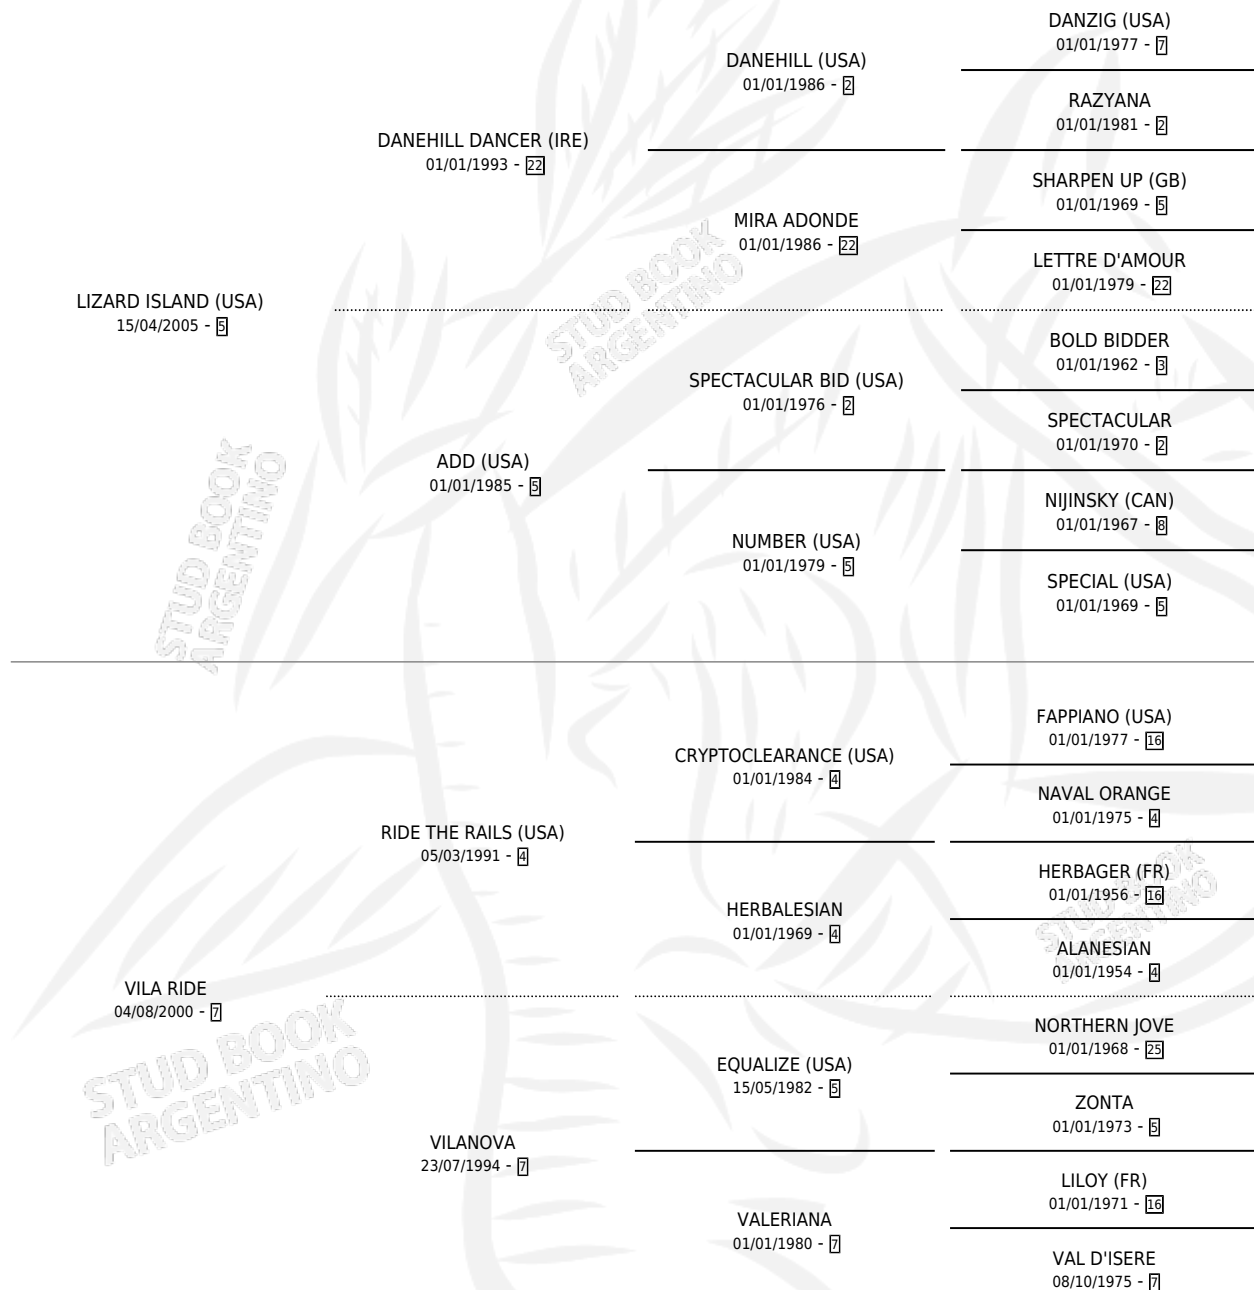 DANZIG (USA)
01/01/1977 - 7
DANEHILL (USA)
01/01/1986 - 2
RAZYANA
01/01/1981 - 2
DANEHILL DANCER (IRE)
01/01/1993 - 22
SHARPEN UP (GB)
01/01/1969 - 5
MIRA ADONDE
01/01/1986 - 22
LETTRE D'AMOUR
01/01/1979 - 22
LIZARD ISLAND (USA)
15/04/2005 - 5
BOLD BIDDER
01/01/1962 - 3
SPECTACULAR BID (USA)
01/01/1976 - 2
SPECTACULAR
01/01/1970 - 2
ADD (USA)
01/01/1985 - 5
NIJINSKY (CAN)
01/01/1967 - 8
NUMBER (USA)
01/01/1979 - 5
SPECIAL (USA)
01/01/1969 - 5
FAPPIANO (USA)
01/01/1977 - 16
CRYPTOCLEARANCE (USA)
01/01/1984 - 4
NAVAL ORANGE
01/01/1975 - 4
RIDE THE RAILS (USA)
05/03/1991 - 4
HERBAGER (FR)
01/01/1956 - 16
HERBALESIAN
01/01/1969 - 4
ALANESIAN
01/01/1954 - 4
VILA RIDE
04/08/2000 - 7
NORTHERN JOVE
01/01/1968 - 25
EQUALIZE (USA)
15/05/1982 - 5
ZONTA
01/01/1973 - 5
VILANOVA
23/07/1994 - 7
LILOY (FR)
01/01/1971 - 16
VALERIANA
01/01/1980 - 7
VAL D'ISERE
08/10/1975 - 7
STUD BOOK
ARGENTINO
STUD BOOK
ARGENTINO
STUD BOOK
ARGENTINO
STUD BOOK
ARGENTINO